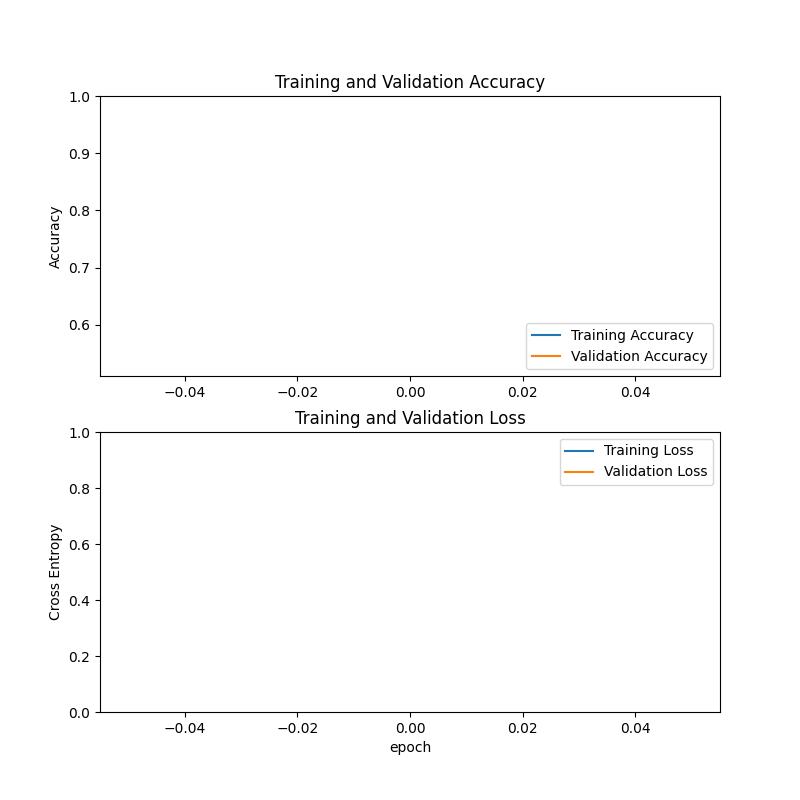 Training and Validation Accuracy
1.0
0.9
0.8
0.7
0.6
Accuracy
Training Accuracy
Validation Accuracy
−0.04 −0.02 0.00 0.02 0.04
Training and Validation Loss
1.0
0.8
0.6
0.4
0.2
0.0
Cross Entropy
Training Loss
Validation Loss
−0.04 −0.02 0.00 0.02 0.04
epoch